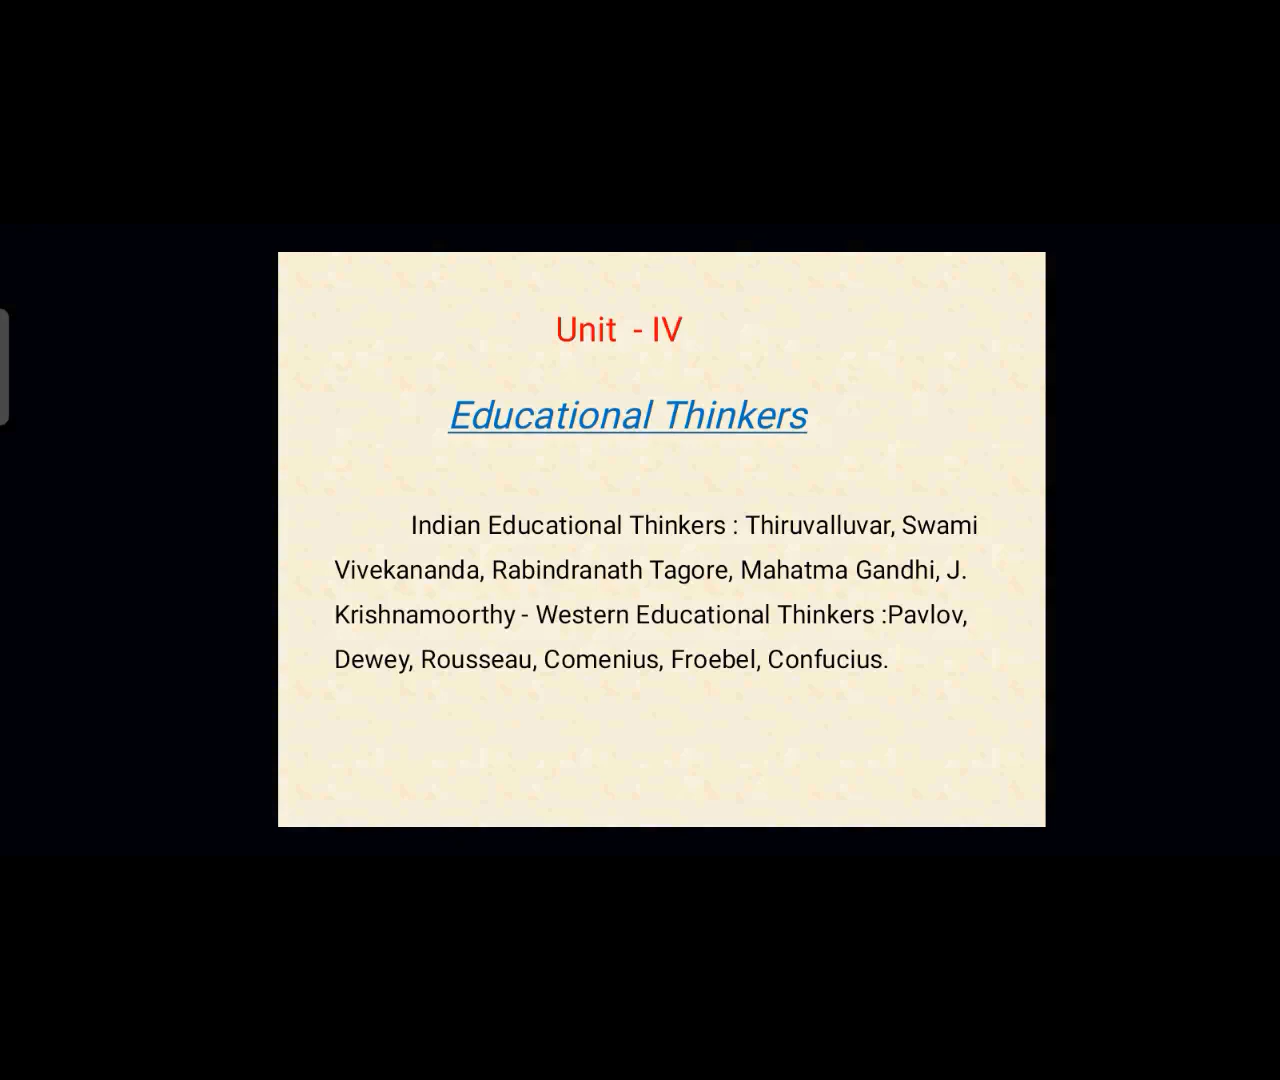 Unit - IV
Educational Thinkers
Indian Educational Thinkers : Thiruvalluvar, Swami
Vivekananda, Rabindranath Tagore, Mahatma Gandhi, J.
Krishnamoorthy - Western Educational Thinkers :Pavlov,
Dewey, Rousseau, Comenius, Froebel, Confucius.